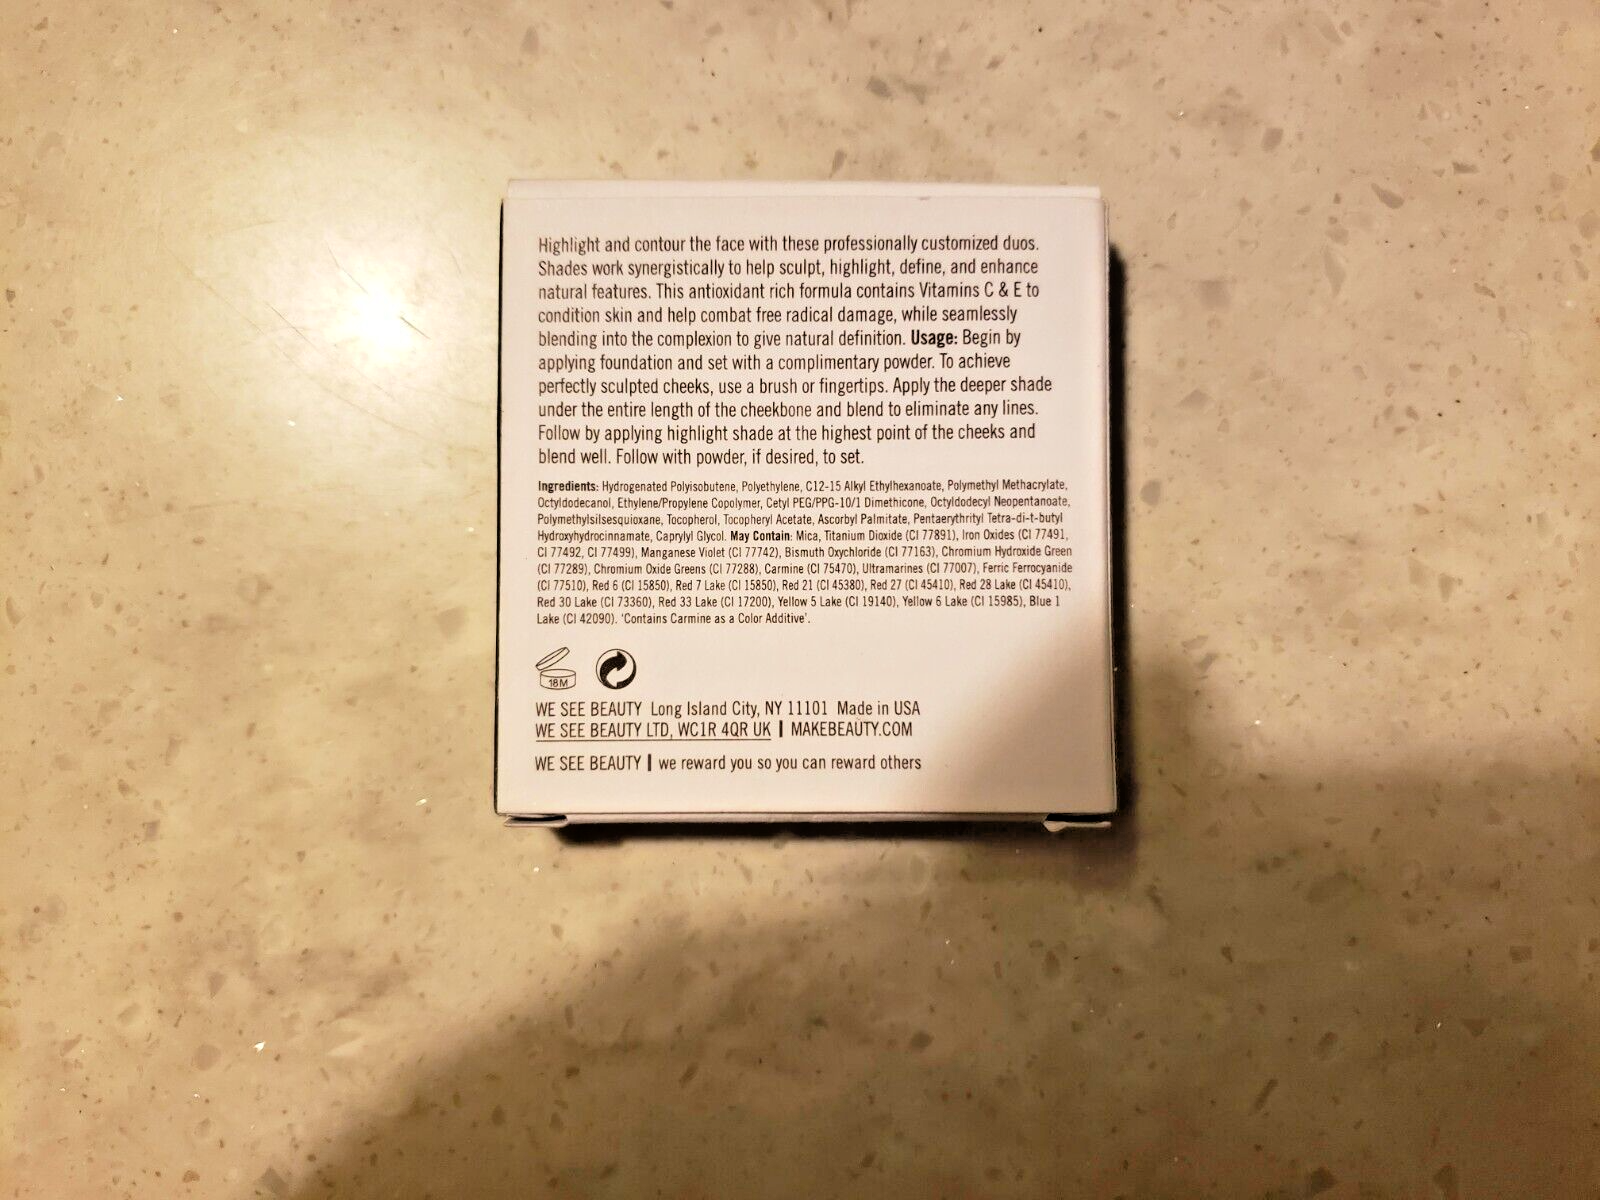 Highlight and contour the face with these professionally customized duos.
Shades work synergistically to help sculpt, highlight, define, and enhance
natural features. This antioxidant rich formula contains Vitamins C & E to
condition skin and help combat free radical damage, while seamlessly
blending into the complexion to give natural definition. Usage: Begin by
applying foundation and set with a complimentary powder. To achieve
perfectly sculpted cheeks, use a brush or fingertips. Apply the deeper shade
under the entire length of the cheekbone and blend to eliminate any lines.
Follow by applying highlight shade at the highest point of the cheeks and
blend well. Follow with powder, if desired, to set.
Ingredients: Hydrogenated Polyisobutene, Polyethylene, C12-15 Alkyl Ethylhexanoate, Polymethyl Methacrylate,
Octyldodecanol, Ethylene/Propylene Copolymer, Cetyl PEG/PPG-10/1 Dimethicone, Octyldodecyl Neopentanoate,
Polymethylsilsesquioxane, Tocopherol, Tocopheryl Acetate, Ascorbyl Palmitate, Pentaerythrityl Tetra-di-t-butyl
Hydroxyhydrocinnamate, Caprylyl Glycol. May Contain: Mica, Titanium Dioxide (CI 77891), Iron Oxides (CI 77491,
CI 77492, CI 77499), Manganese Violet (CI 77742), Bismuth Oxychloride (CI 77163), Chromium Hydroxide Green
(CI 77289), Chromium Oxide Greens (CI 77288), Carmine (CI 75470), Ultramarines (CI 77007), Ferric Ferrocyanide
(CI 77510), Red 6 (CI 15850), Red 7 Lake (CI 15850), Red 21 (CI 45380), Red 27 (CI 45410), Red 28 Lake (CI 45410),
Red 30 Lake (CI 73360), Red 33 Lake (CI 17200), Yellow 5 Lake (CI 19140), Yellow 6 Lake (CI 15985), Blue 1
Lake (CI 42090). 'Contains Carmine as a Color Additive'.
18M
WE SEE BEAUTY Long Island City, NY 11101 Made in USA
WE SEE BEAUTY LTD, WC1R 4QR UK | MAKEBEAUTY.COM
WE SEE BEAUTY | we reward you so you can reward others